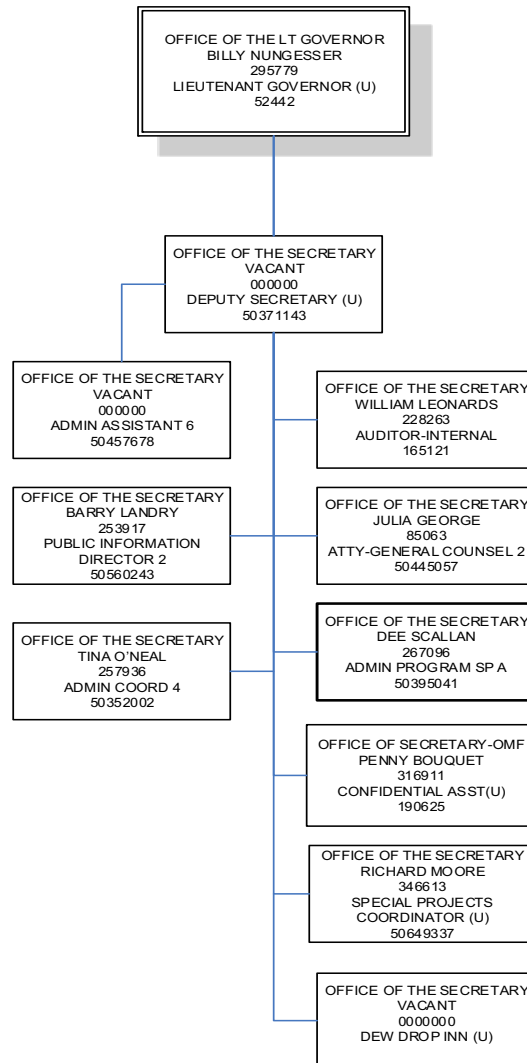 OFFICE OF THE LT GOVERNOR
BILLY NUNGESSER
295779
LIEUTENANT GOVERNOR (U)
52442
OFFICE OF THE SECRETARY
VACANT
000000
DEPUTY SECRETARY (U)
50371143
OFFICE OF THE SECRETARY
VACANT
000000
ADMIN ASSISTANT 6
50457678
OFFICE OF THE SECRETARY
WILLIAM LEONARDS
228263
AUDITOR-INTERNAL
165121
OFFICE OF THE SECRETARY
BARRY LANDRY
253917
PUBLIC INFORMATION
DIRECTOR 2
50560243
OFFICE OF THE SECRETARY
JULIA GEORGE
85063
ATTY-GENERAL COUNSEL 2
50445057
OFFICE OF THE SECRETARY
TINA O’NEAL
257936
ADMIN COORD 4
50352002
OFFICE OF THE SECRETARY
DEE SCALLAN
267096
ADMIN PROGRAM SP A
50395041
OFFICE OF SECRETARY-OMF
PENNY BOUQUET
316911
CONFIDENTIAL ASST(U)
190625
OFFICE OF THE SECRETARY
RICHARD MOORE
346613
SPECIAL PROJECTS
COORDINATOR (U)
50649337
OFFICE OF THE SECRETARY
VACANT
0000000
DEW DROP INN (U)